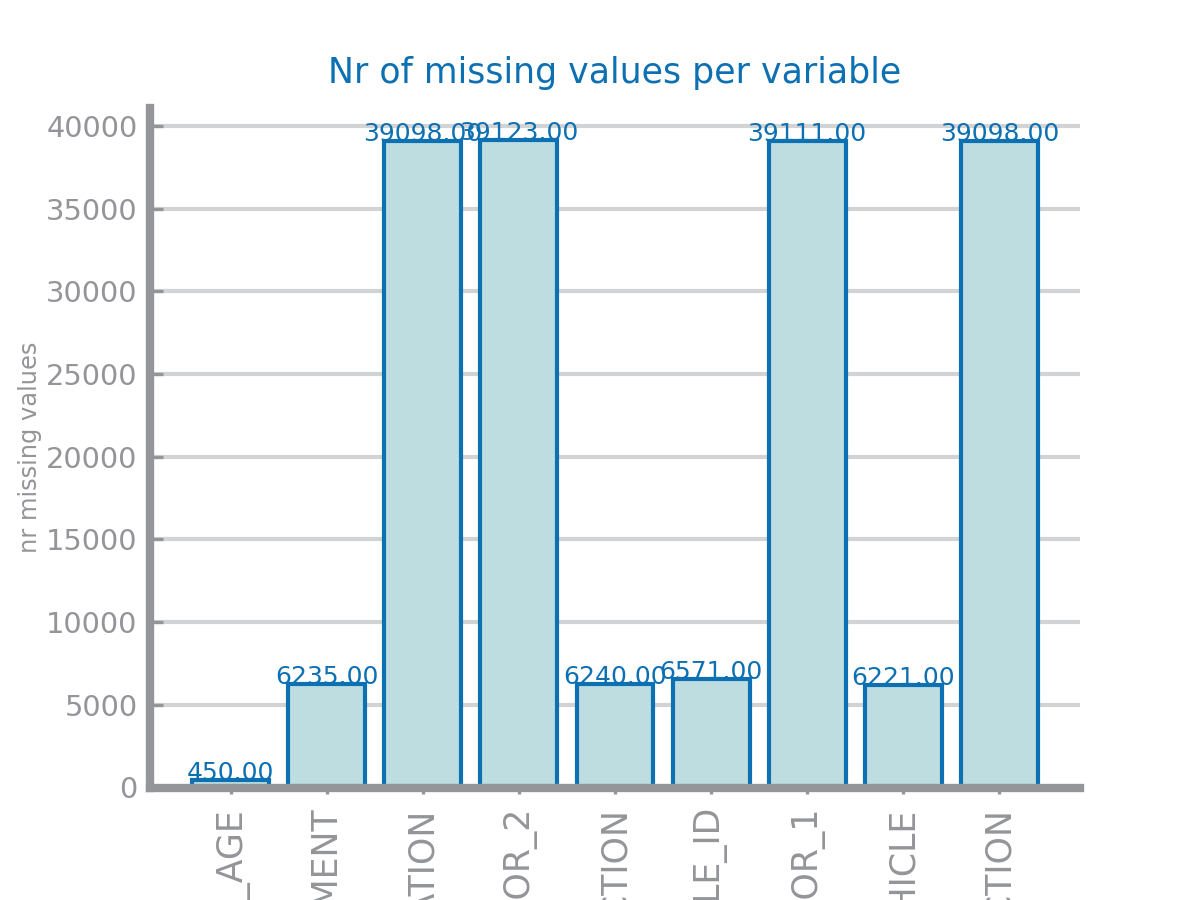 Nr of missing values per variable
nr missing values
40000
35000
30000
25000
20000
15000
10000
5000
0
450.00
6235.00
39098.00
39123.00
6240.00
6571.00
39111.00
6221.00
39098.00
_AGE
MENT
ATION
OR_2
CTION
LE_ID
OR_1
HICLE
CTION